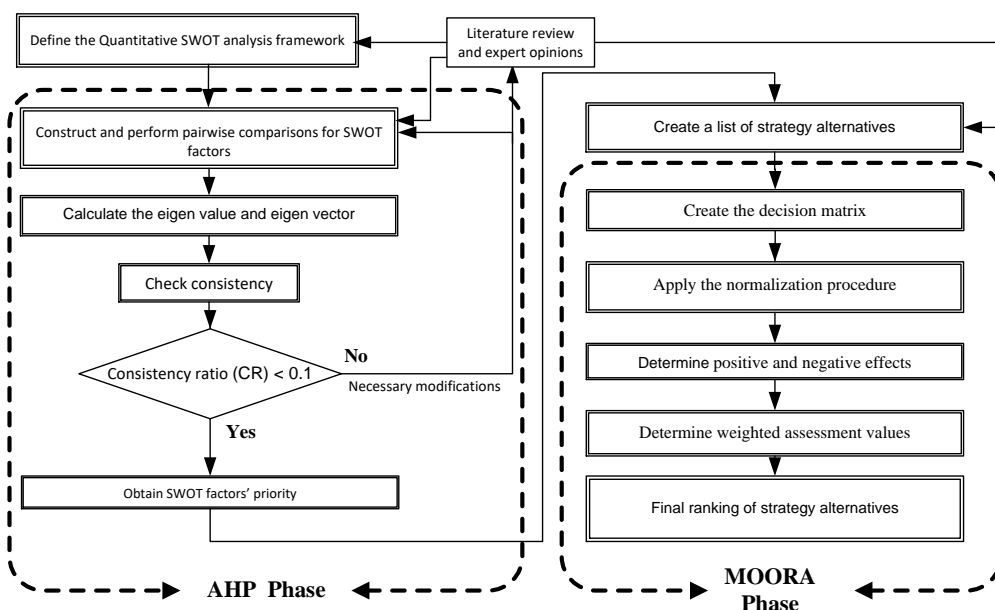 Define the Quantitative SWOT analysis framework
Literature review
and expert opinions
Construct and perform pairwise comparisons for SWOT
factors
Calculate the eigen value and eigen vector
Check consistency
Consistency ratio (CR) < 0.1
No
Necessary modifications
Yes
Obtain SWOT factors' priority
AHP Phase
Create a list of strategy alternatives
Create the decision matrix
Apply the normalization procedure
Determine positive and negative effects
Determine weighted assessment values
Final ranking of strategy alternatives
MOORA
Phase